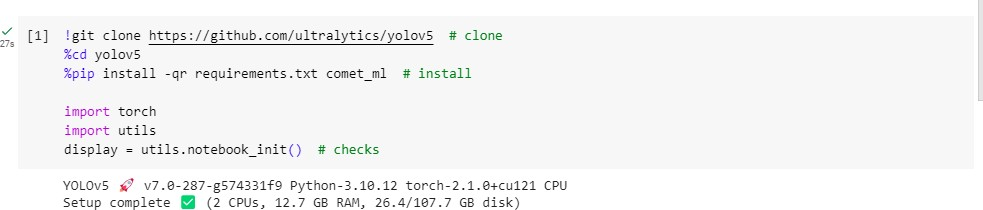 27s
[1] !git clone https://github.com/ultralytics/yolov5 # clone
%cd yolov5
%pip install -qr requirements.txt comet_ml # install
import torch
import utils
display = utils.notebook_init() # checks
YOLOv5 🚀 v7.0-287-g574331f9 Python-3.10.12 torch-2.1.0+cu121 CPU
Setup complete ✅ (2 CPUs, 12.7 GB RAM, 26.4/107.7 GB disk)